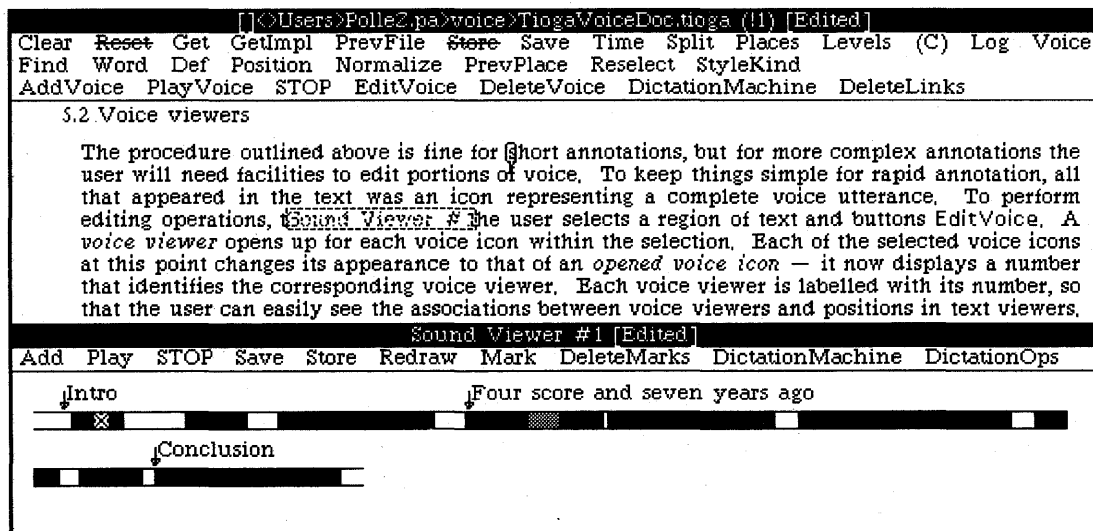 []<>Users>PolleZ.pa>voice>TiogaVoiceDoc.tioga (!1) [Edited]
Clear Reset Get GetImpl PrevFile Store Save Time Split Places Levels (C) Log Voice
Find Word Def Position Normalize PrevPlace Reselect StyleKind
AddVoice PlayVoice STOP EditVoice DeleteVoice DictationMachine DeleteLinks
5.2 Voice viewers
The procedure outlined above is fine for short annotations, but for more complex annotations the
user will need facilities to edit portions of voice. To keep things simple for rapid annotation, all
that appeared in the text was an icon representing a complete voice utterance. To perform
editing operations, t Sound Viewer #1 he user selects a region of text and buttons EditVoice. A
voice viewer opens up for each voice icon within the selection. Each of the selected voice icons
at this point changes its appearance to that of an opened voice icon — it now displays a number
that identifies the corresponding voice viewer. Each voice viewer is labelled with its number, so
that the user can easily see the associations between voice viewers and positions in text viewers.
Sound Viewer #1 [Edited]
Add Play STOP Save Store Redraw Mark DeleteMarks DictationMachine DictationOps
Intro Four score and seven years ago
Conclusion